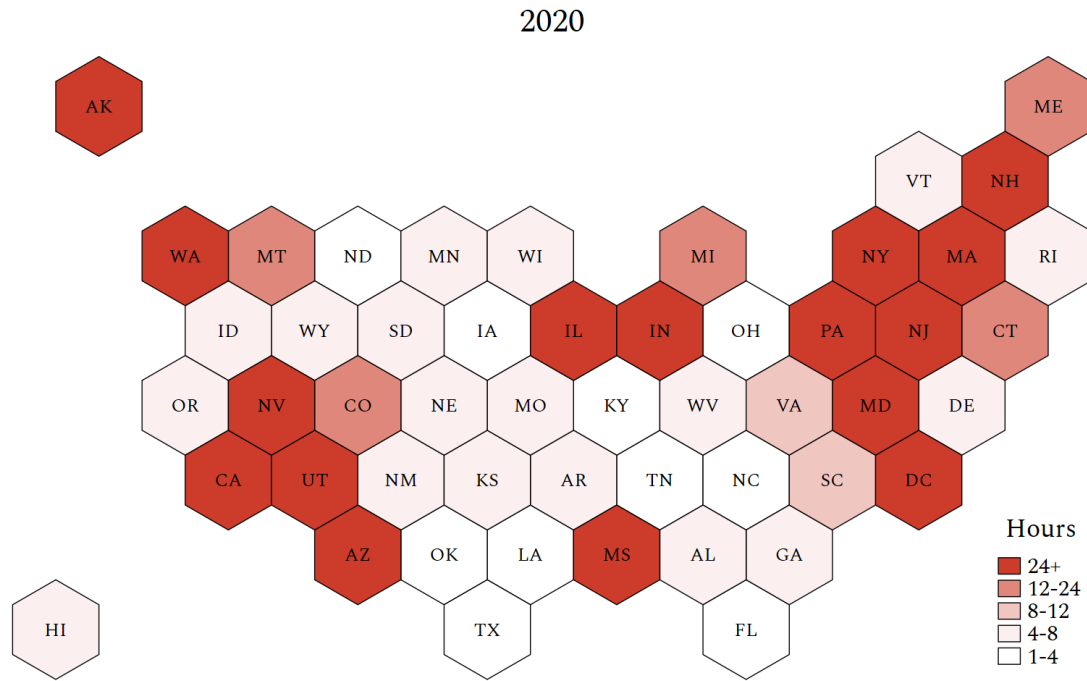 2020
AK
ME
VT NH
WA MT ND MN WI MI NY MA RI
ID WY SD IA IL IN OH PA NJ CT
OR NV CO NE MO KY WV VA MD DE
CA UT NM KS AR TN NC SC DC
AZ OK LA MS AL GA
HI TX FL
Hours
24+
12-24
8-12
4-8
1-4